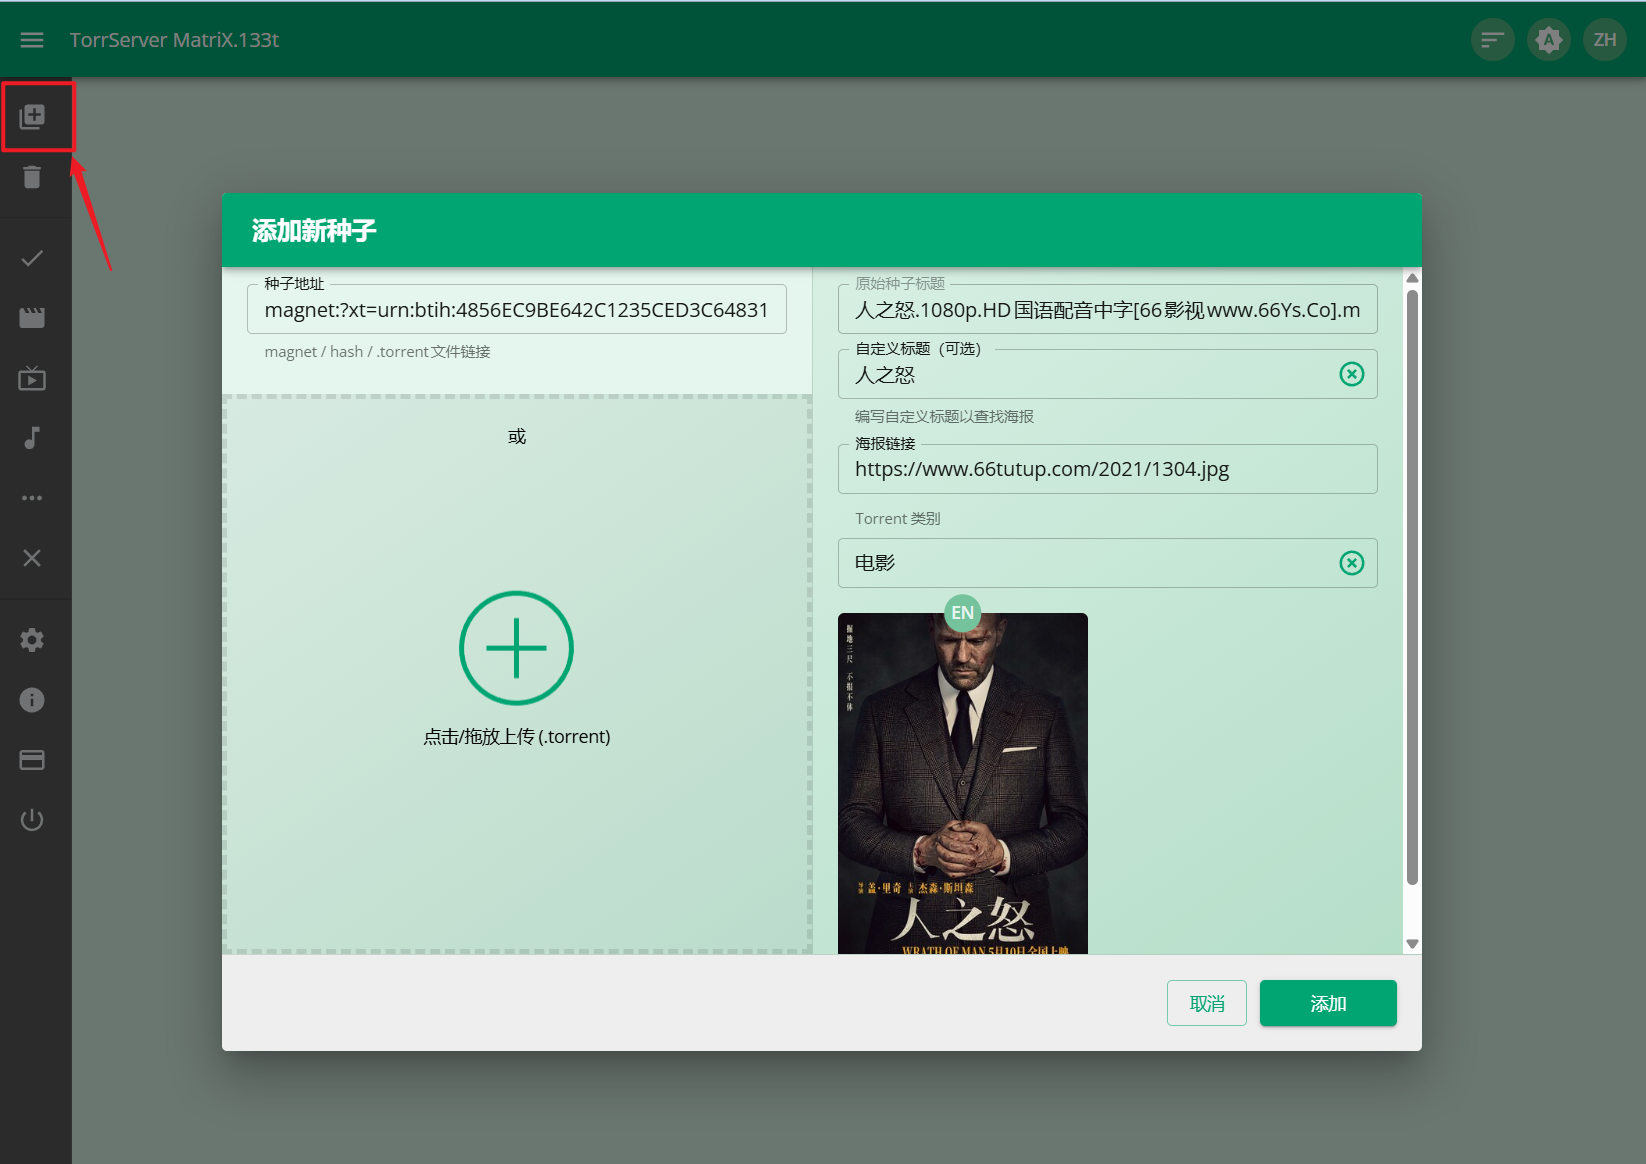 TorrServer MatriX.133t
A
ZH
添加新种子
种子地址
magnet:?xt=urn:btih:4856EC9BE642C1235CED3C64831
magnet / hash / .torrent文件链接
或
点击/拖放上传 (.torrent)
原始种子标题
人之怒.1080p.HD国语配音中字[66影视www.66Ys.Co].m
自定义标题（可选）
人之怒
编写自定义标题以查找海报
海报链接
https://www.66tutup.com/2021/1304.jpg
Torrent 类别
电影
EN
掘地三尺 不恨不休
导演 盖·里奇 主演 杰森·斯坦森
人之怒
WRATH OF MAN 5月10日 全国上映
取消
添加